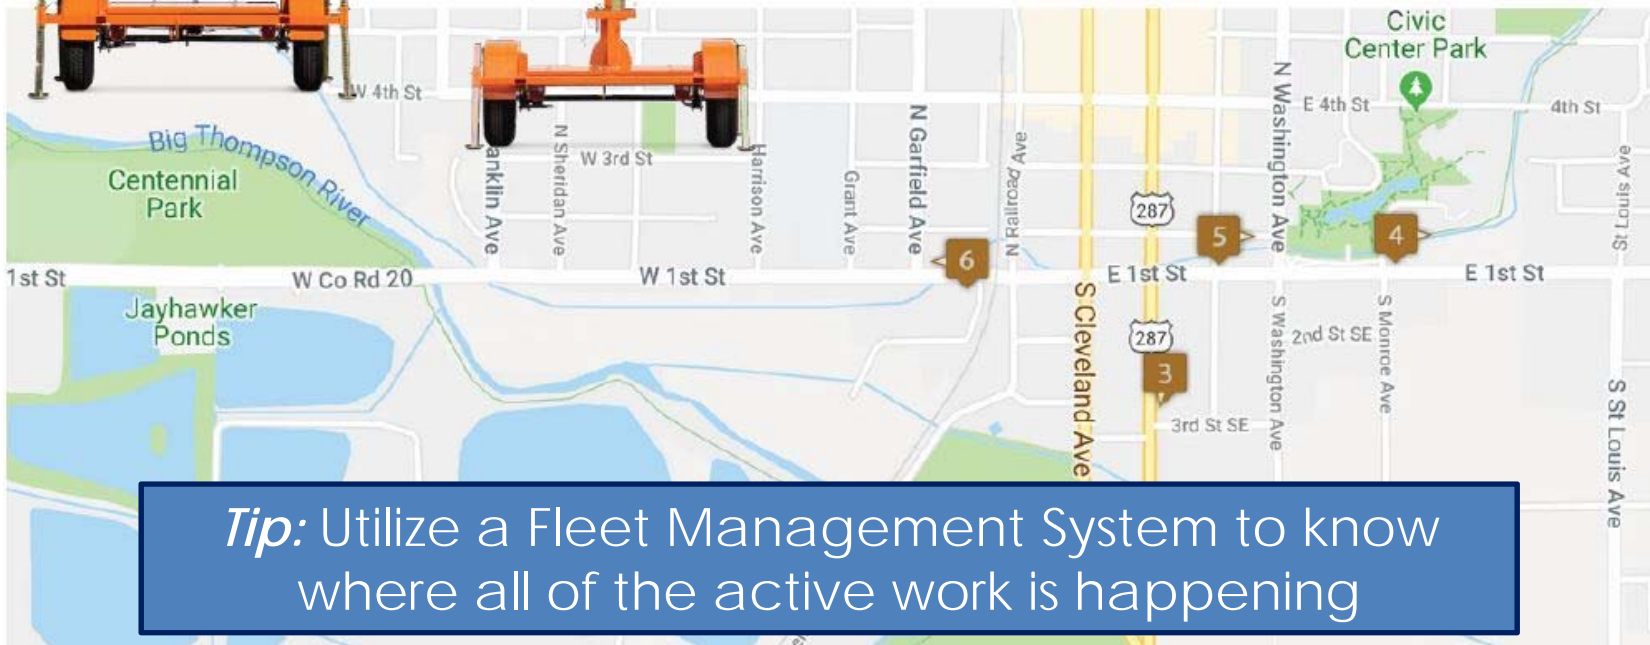 Civic
Center Park
W 4th St
E 4th St
4th St
N Washington Ave
Big Thompson River
Centennial
Park
anklin Ave
N Sheridan Ave
W 3rd St
Harrison Ave
Grant Ave
N Garfield Ave
N Railroad Ave
287
5
4
6
St Louis Ave
1st St
W Co Rd 20
W 1st St
E 1st St
E 1st St
Jayhawker
Ponds
S Cleveland Ave
287
3
S Washington Ave
2nd St SE
S Monroe Ave
3rd St SE
S St Louis Ave
Tip: Utilize a Fleet Management System to know
where all of the active work is happening